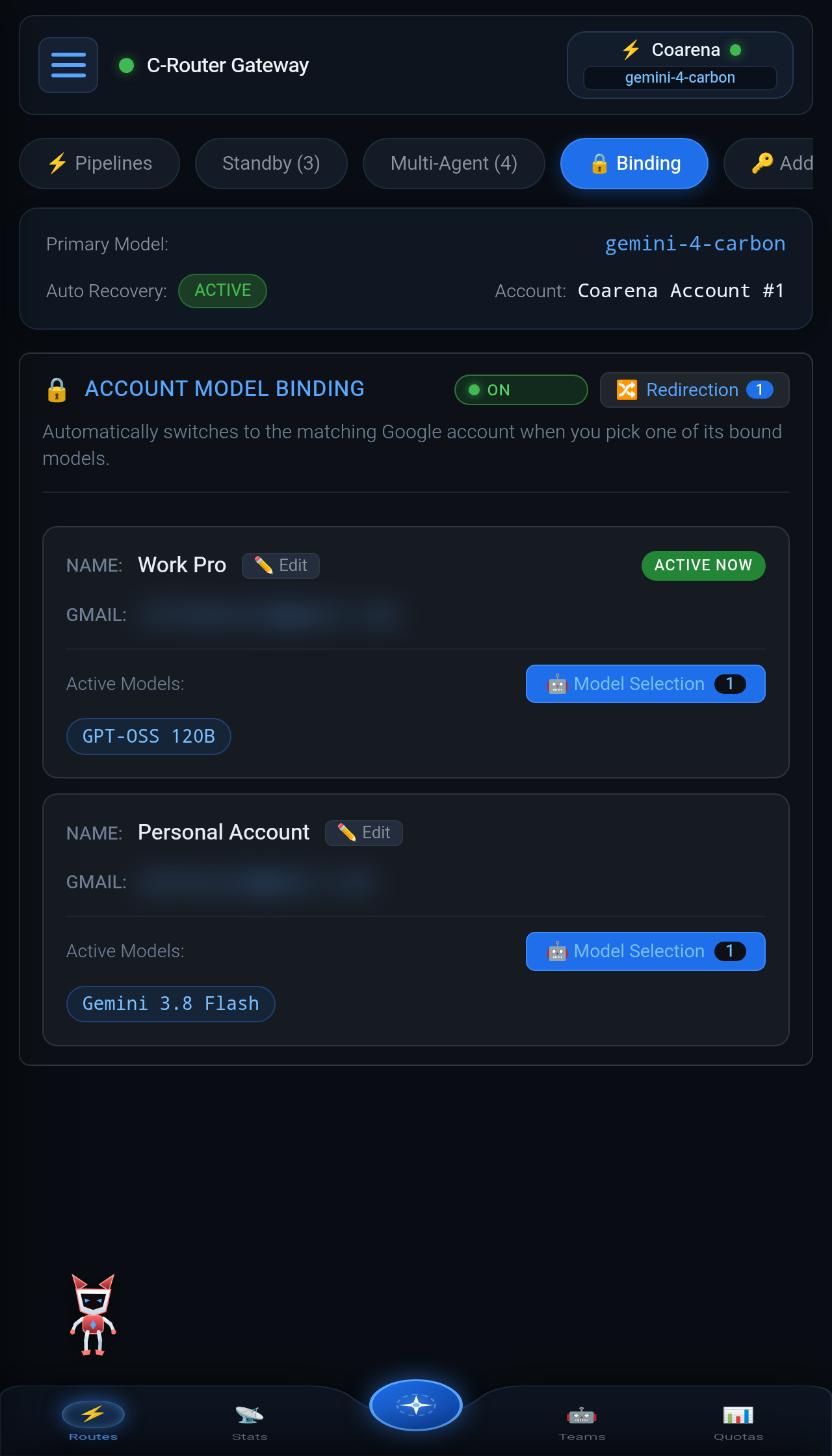 C-Router Gateway
⚡ Coarena
gemini-4-carbon
⚡ Pipelines
Standby (3)
Multi-Agent (4)
🔒 Binding
🔑 Add
Primary Model:
gemini-4-carbon
Auto Recovery: ACTIVE
Account: Coarena Account #1
🔒 ACCOUNT MODEL BINDING
ON
🔀 Redirection 1
Automatically switches to the matching Google account when you pick one of its bound
models.
NAME: Work Pro ✏️ Edit
ACTIVE NOW
GMAIL:
Active Models:
🤖 Model Selection 1
GPT-OSS 120B
NAME: Personal Account ✏️ Edit
GMAIL:
Active Models:
🤖 Model Selection 1
Gemini 3.8 Flash
Routes
Stats
Teams
Quotas